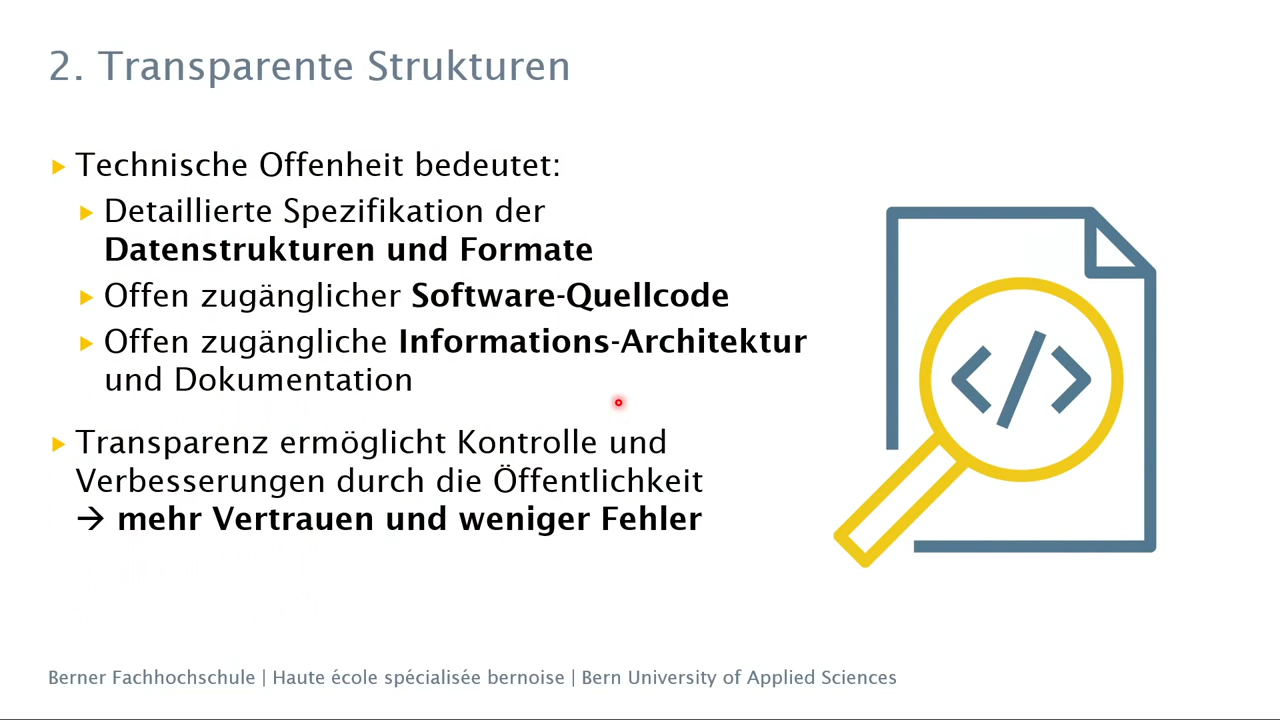 2. Transparente Strukturen
Technische Offenheit bedeutet:
Detaillierte Spezifikation der
Datenstrukturen und Formate
Offen zugänglicher Software-Quellcode
Offen zugängliche Informations-Architektur
und Dokumentation
Transparenz ermöglicht Kontrolle und
Verbesserungen durch die Öffentlichkeit
→ mehr Vertrauen und weniger Fehler
</>
Berner Fachhochschule | Haute école spécialisée bernoise | Bern University of Applied Sciences